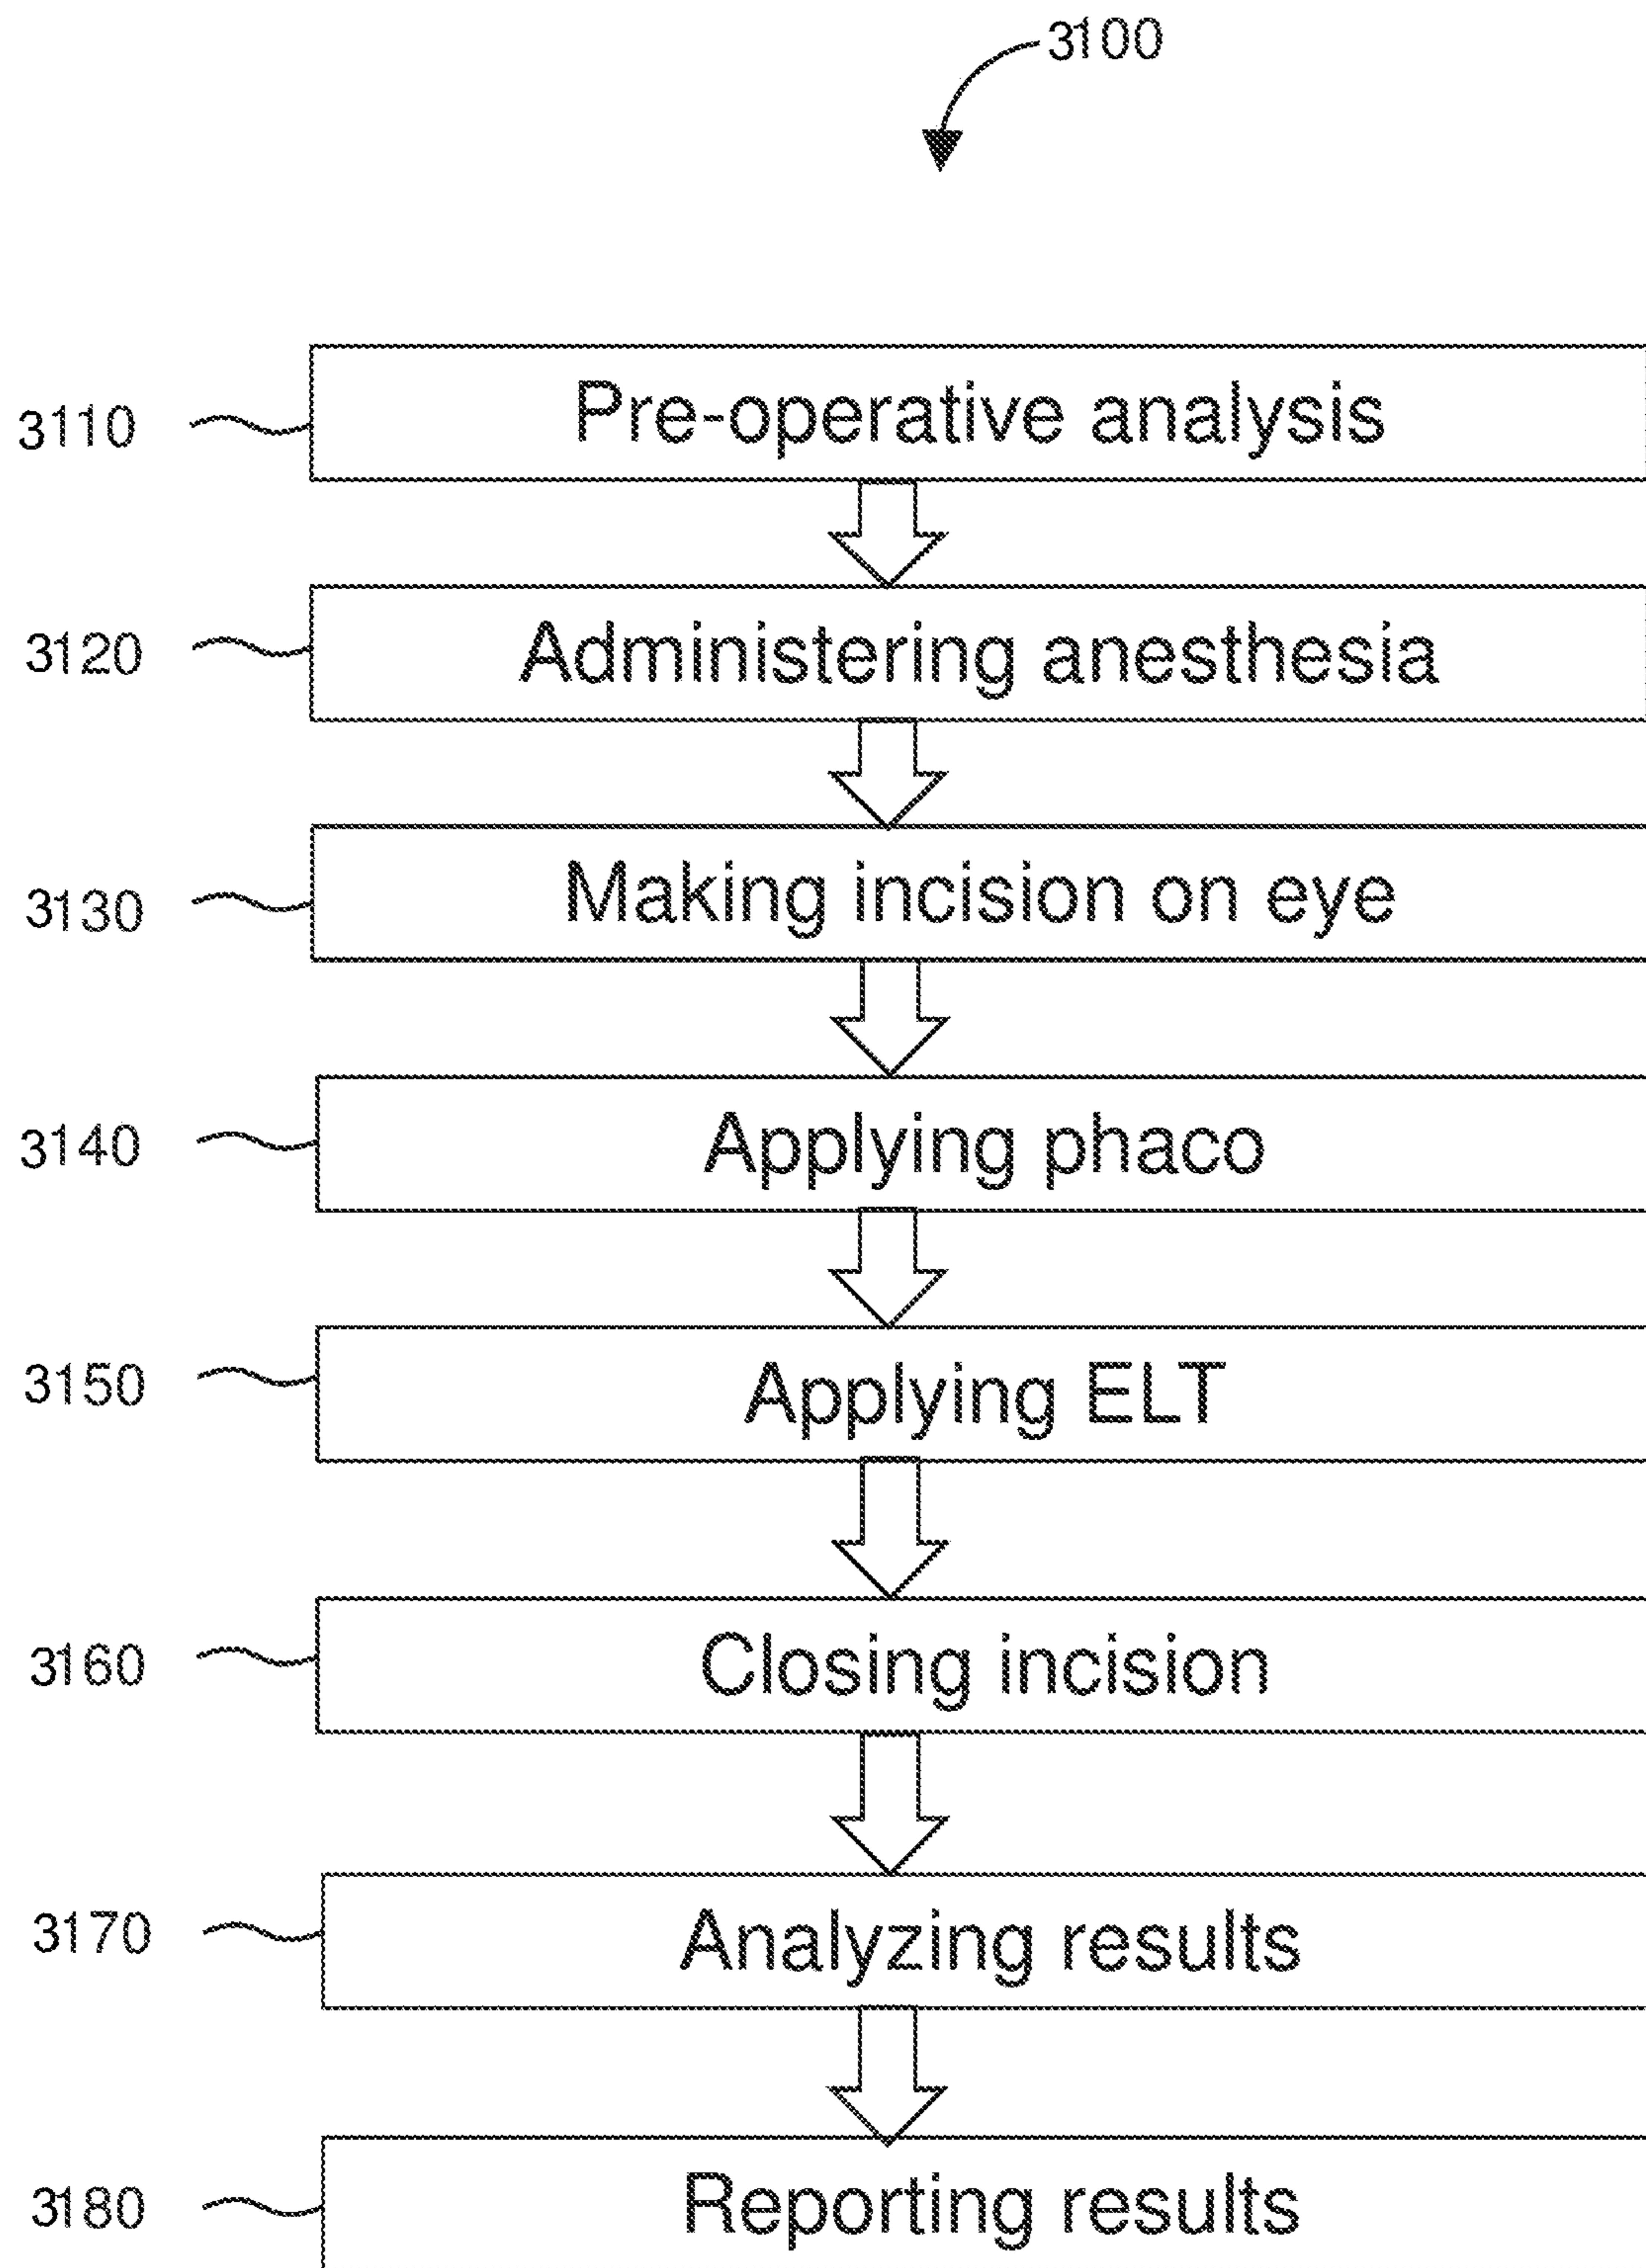 3100
3110 Pre-operative analysis
3120 Administering anesthesia
3130 Making incision on eye
3140 Applying phaco
3150 Applying ELT
3160 Closing incision
3170 Analyzing results
3180 Reporting results